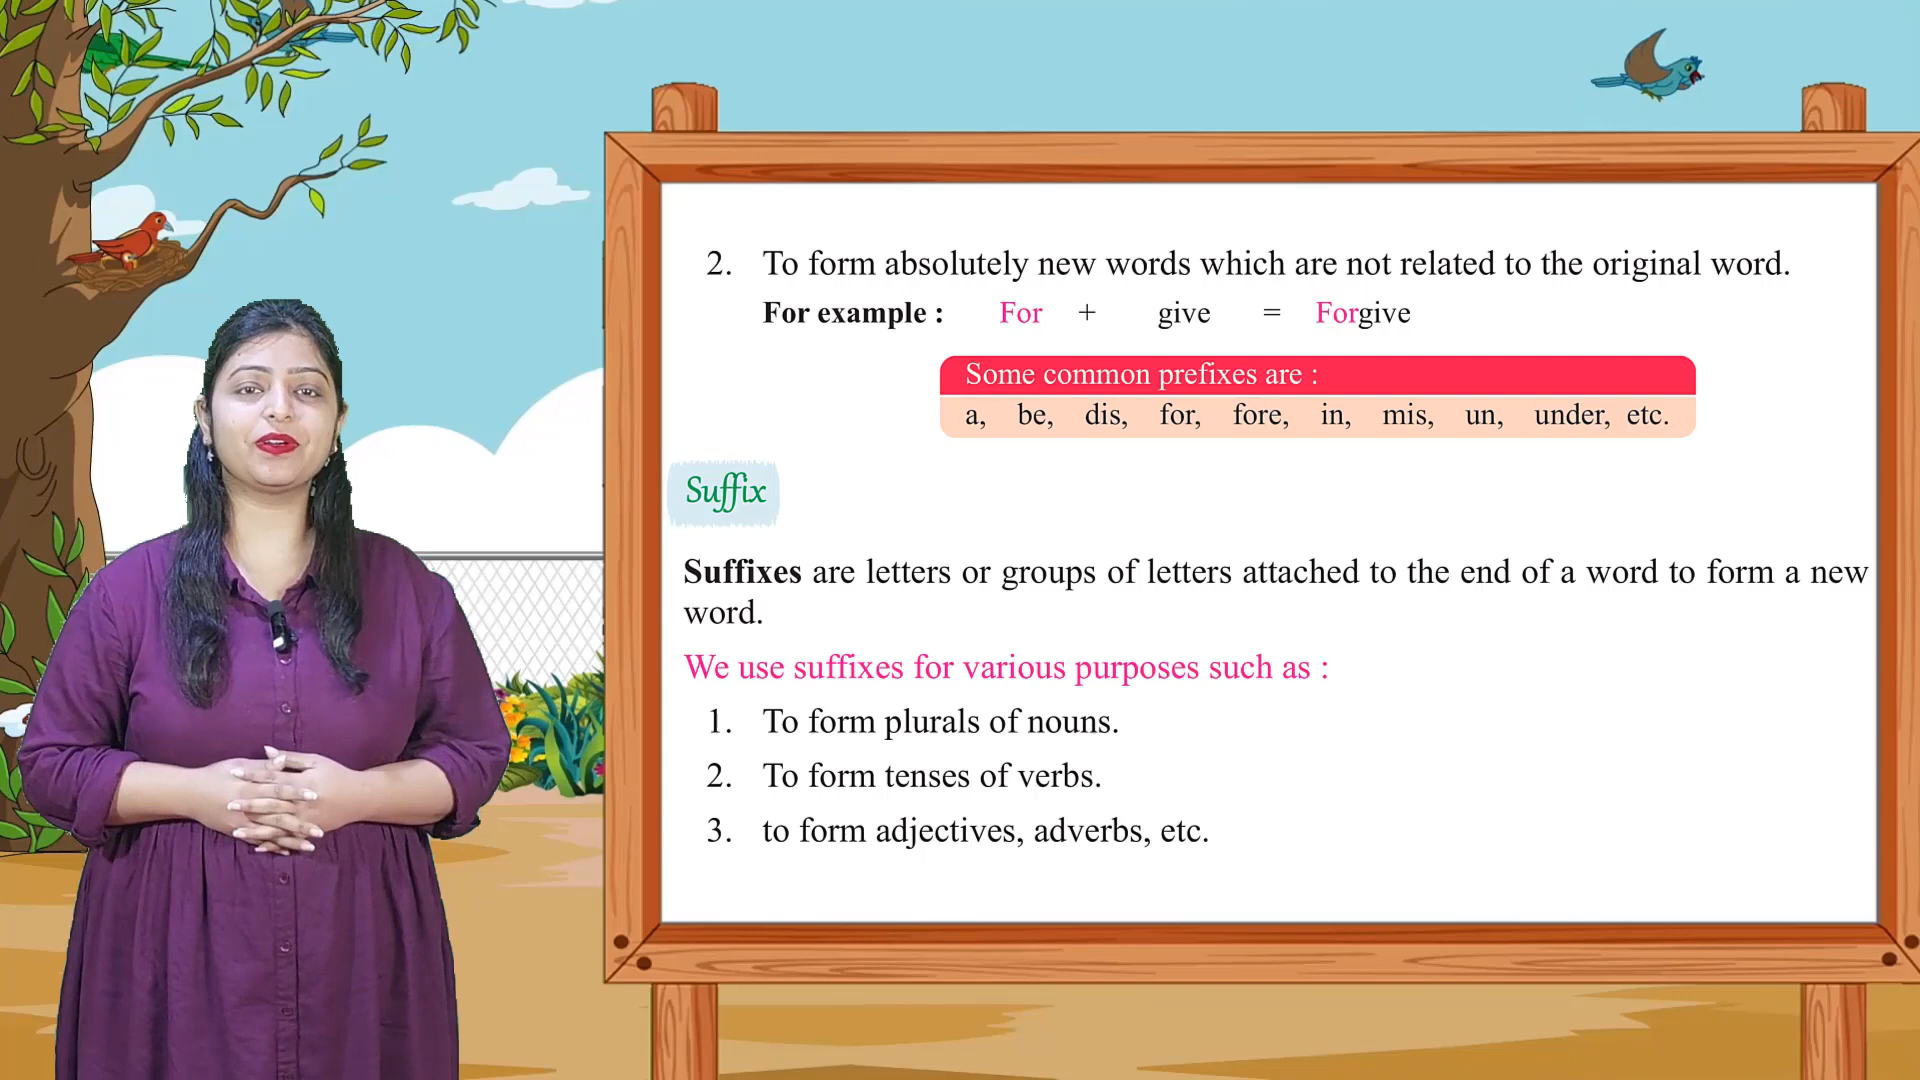 2. To form absolutely new words which are not related to the original word.
For example : For + give = Forgive
Some common prefixes are :
a, be, dis, for, fore, in, mis, un, under, etc.
Suffix
Suffixes are letters or groups of letters attached to the end of a word to form a new
word.
We use suffixes for various purposes such as :
1. To form plurals of nouns.
2. To form tenses of verbs.
3. to form adjectives, adverbs, etc.